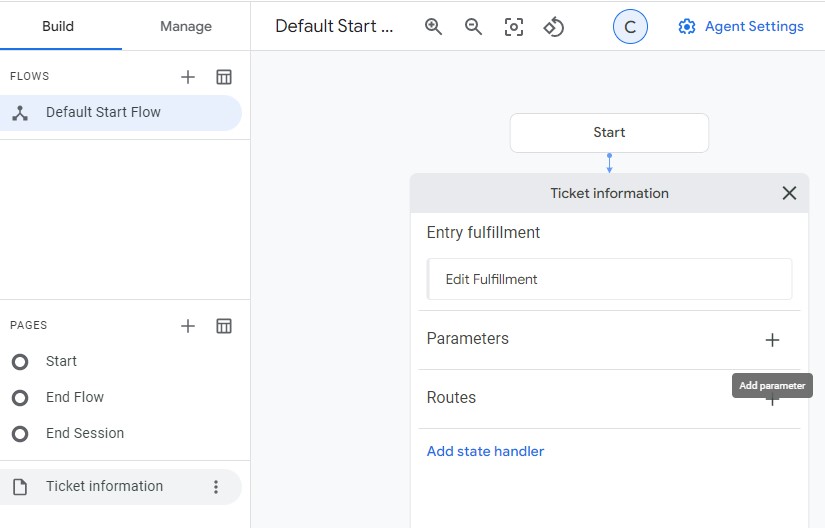 Build
Manage
Default Start ...
C
Agent Settings
FLOWS
Default Start Flow
Start
Ticket information
Entry fulfillment
Edit Fulfillment
Parameters
Add parameter
Routes
Add state handler
PAGES
Start
End Flow
End Session
Ticket information